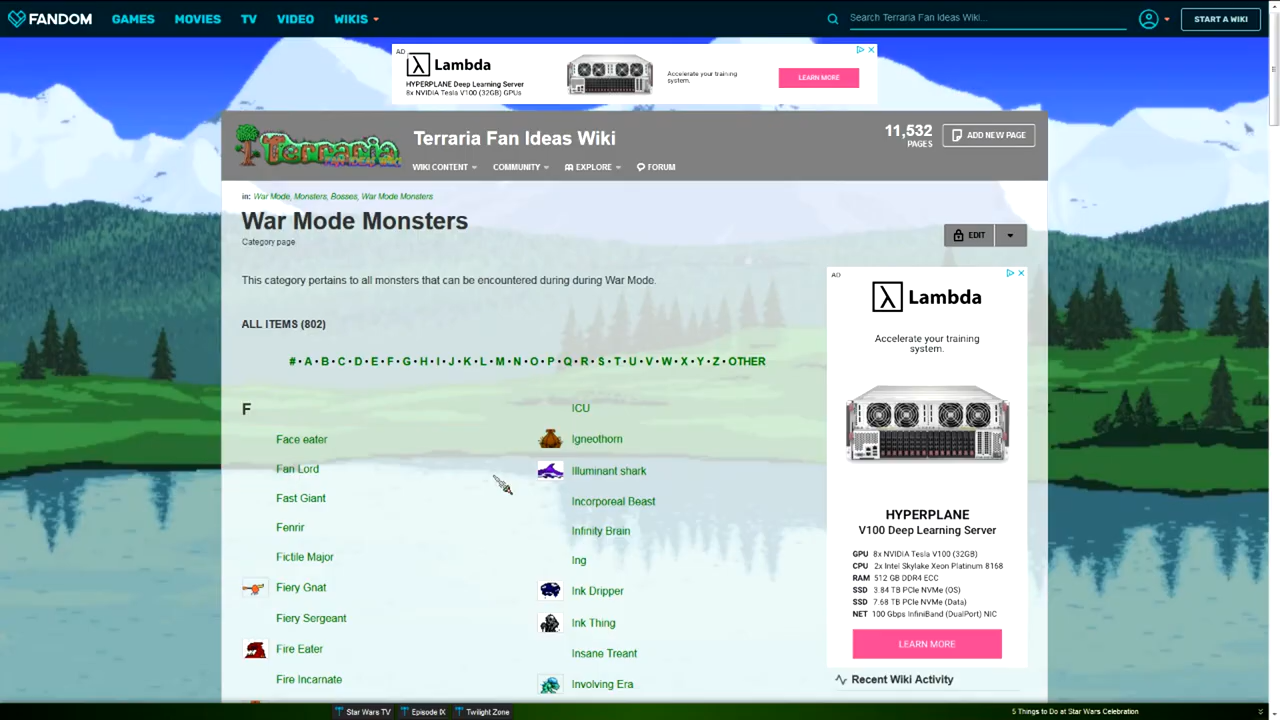 FANDOM GAMES MOVIES TV VIDEO WIKIS Search Terraria Fan Ideas Wiki... START A WIKI
AD
Lambda
HYPERPLANE Deep Learning Server
8x NVIDIA Tesla V100 (32GB) GPUs
Accelerate your training
system.
LEARN MORE
Terraria
Terraria Fan Ideas Wiki
11,532
PAGES
ADD NEW PAGE
WIKI CONTENT COMMUNITY EXPLORE FORUM
in: War Mode, Monsters, Bosses, War Mode Monsters
War Mode Monsters
Category page
EDIT
This category pertains to all monsters that can be encountered during during War Mode.
ALL ITEMS (802)
# • A • B • C • D • E • F • G • H • I • J • K • L • M • N • O • P • Q • R • S • T • U • V • W • X • Y • Z • OTHER
F
Face eater
Fan Lord
Fast Giant
Fenrir
Fictile Major
Fiery Gnat
Fiery Sergeant
Fire Eater
Fire Incarnate
ICU
Igneothorn
Illuminant shark
Incorporeal Beast
Infinity Brain
Ing
Ink Dripper
Ink Thing
Insane Treant
Involving Era
AD
Lambda
Accelerate your training
system.
HYPERPLANE
V100 Deep Learning Server
GPU 8x NVIDIA Tesla V100 (32GB)
CPU 2x Intel Skylake Xeon Platinum 8168
RAM 512 GB DDR4 ECC
SSD 3.84 TB PCIe NVMe (OS)
SSD 7.68 TB PCIe NVMe (Data)
NET 100 Gbps InfiniBand (DualPort) NIC
LEARN MORE
Recent Wiki Activity
Star Wars TV Episode IX Twilight Zone 5 Things to Do at Star Wars Celebration